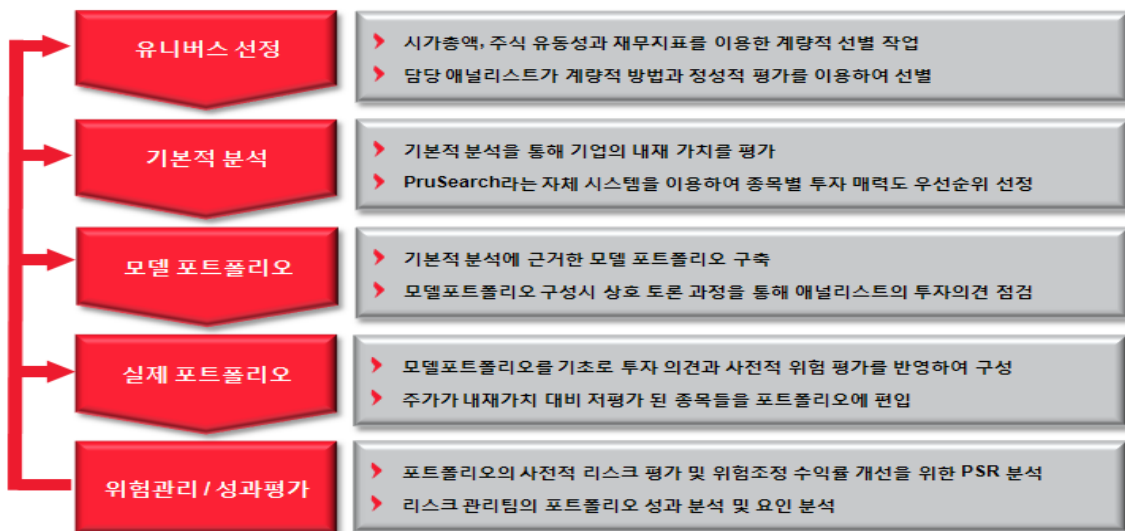 유니버스 선정
시가총액, 주식 유동성과 재무지표를 이용한 계량적 선별 작업
담당 애널리스트가 계량적 방법과 정성적 평가를 이용하여 선별
기본적 분석
기본적 분석을 통해 기업의 내재 가치를 평가
PruSearch라는 자체 시스템을 이용하여 종목별 투자 매력도 우선순위 선정
모델 포트폴리오
기본적 분석에 근거한 모델 포트폴리오 구축
모델포트폴리오 구성시 상호 토론 과정을 통해 애널리스트의 투자의견 점검
실제 포트폴리오
모델포트폴리오를 기초로 투자 의견과 사전적 위험 평가를 반영하여 구성
주가가 내재가치 대비 저평가 된 종목들을 포트폴리오에 편입
위험관리 / 성과평가
포트폴리오의 사전적 리스크 평가 및 위험조정 수익률 개선을 위한 PSR 분석
리스크 관리팀의 포트폴리오 성과 분석 및 요인 분석